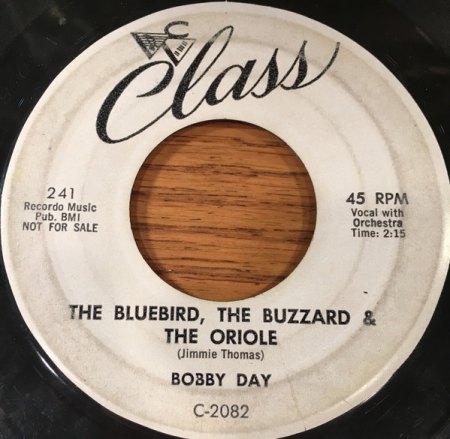 Class
241
Recordo Music
Pub. BMI
NOT FOR SALE
45 RPM
Vocal with
Orchestra
Time: 2:15
THE BLUEBIRD, THE BUZZARD &
THE ORIOLE
(Jimmie Thomas)
BOBBY DAY
C-2082